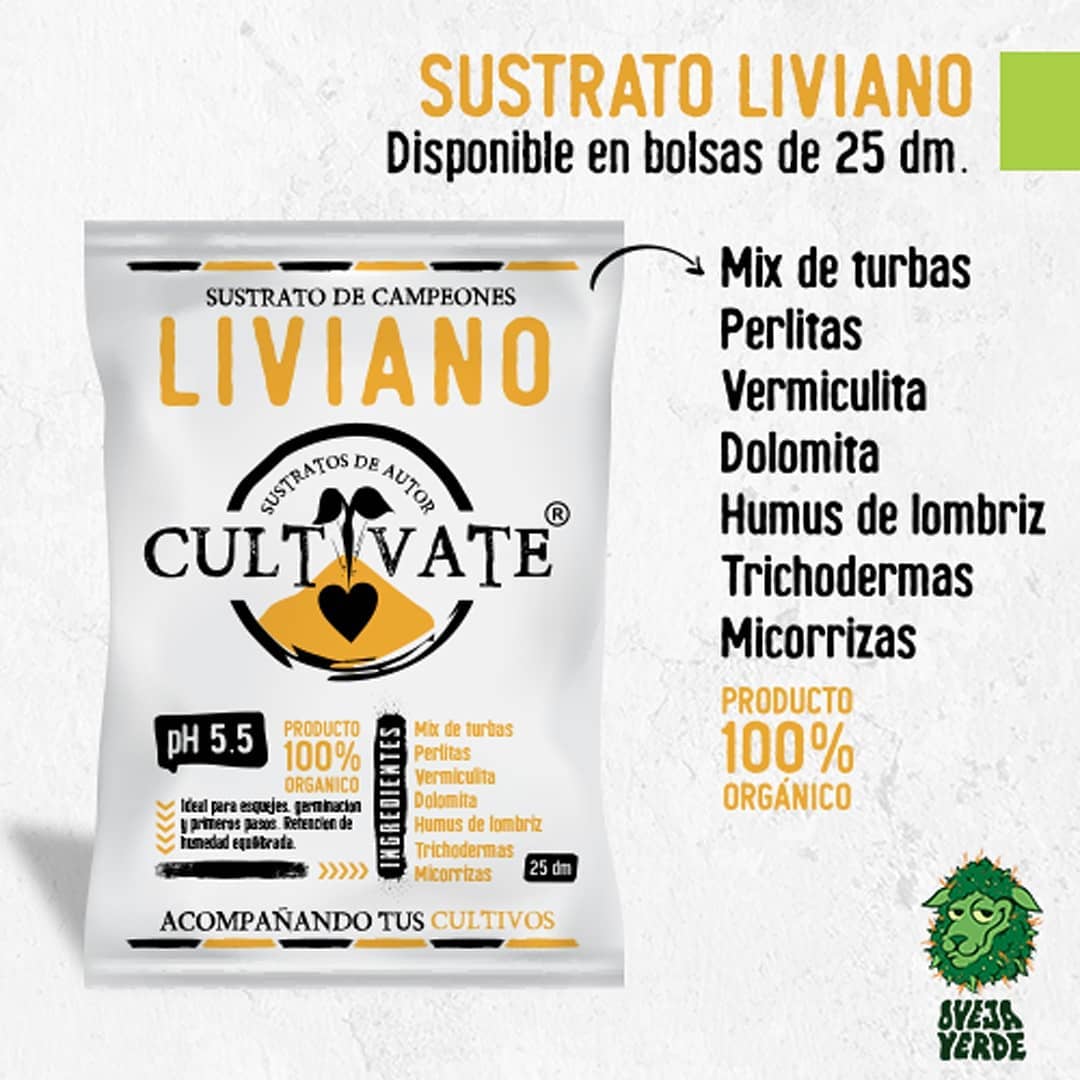 SUSTRATO LIVIANO
Disponible en bolsas de 25 dm.
SUSTRATO DE CAMPEONES
LIVIANO
SUSTRATOS DE AUTOR
CULTIVATE®
pH 5.5
PRODUCTO
100%
ORGANICO
Ideal para esquejes, germinacion
y primeros pasos. Retencion de
humedad equilibrada.
INGREDIENTES
Mix de turbas
Perlitas
Vermiculita
Dolomita
Humus de lombriz
Trichodermas
Micorrizas
25 dm
ACOMPAÑANDO TUS CULTIVOS
Mix de turbas
Perlitas
Vermiculita
Dolomita
Humus de lombriz
Trichodermas
Micorrizas
PRODUCTO
100%
ORGÁNICO
OVEJA
VERDE